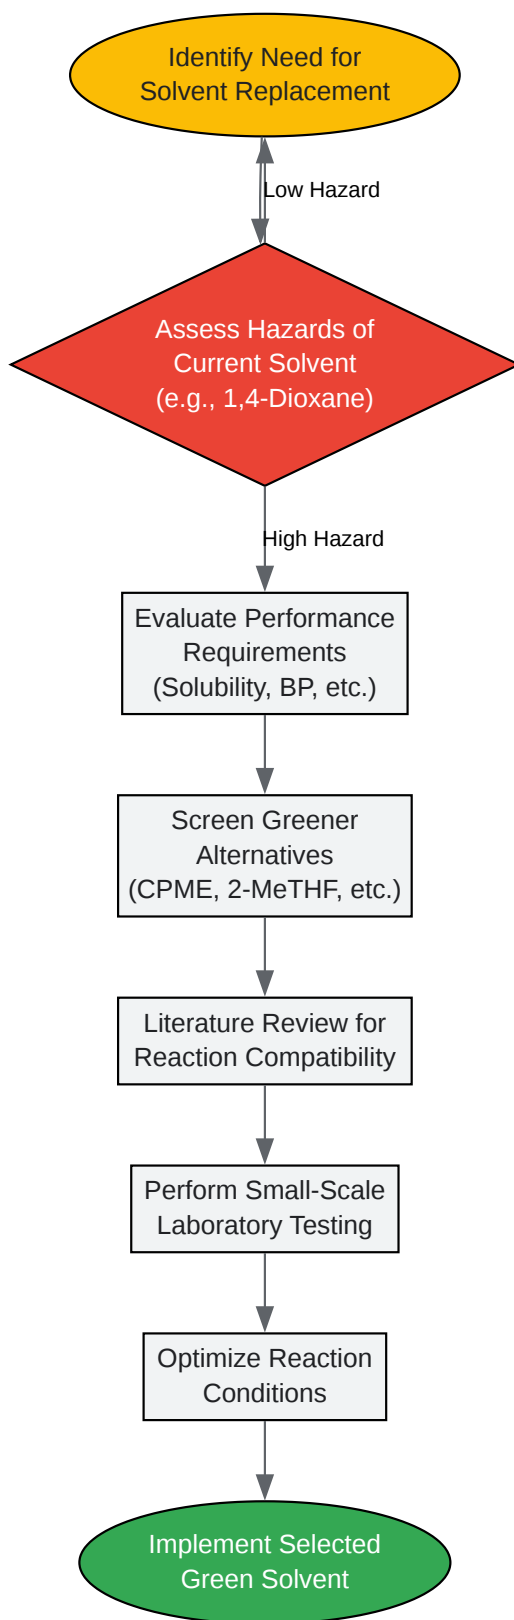 Identify Need for
Solvent Replacement
Low Hazard
Assess Hazards of
Current Solvent
(e.g., 1,4-Dioxane)
High Hazard
Evaluate Performance
Requirements
(Solubility, BP, etc.)
Screen Greener
Alternatives
(CPME, 2-MeTHF, etc.)
Literature Review for
Reaction Compatibility
Perform Small-Scale
Laboratory Testing
Optimize Reaction
Conditions
Implement Selected
Green Solvent